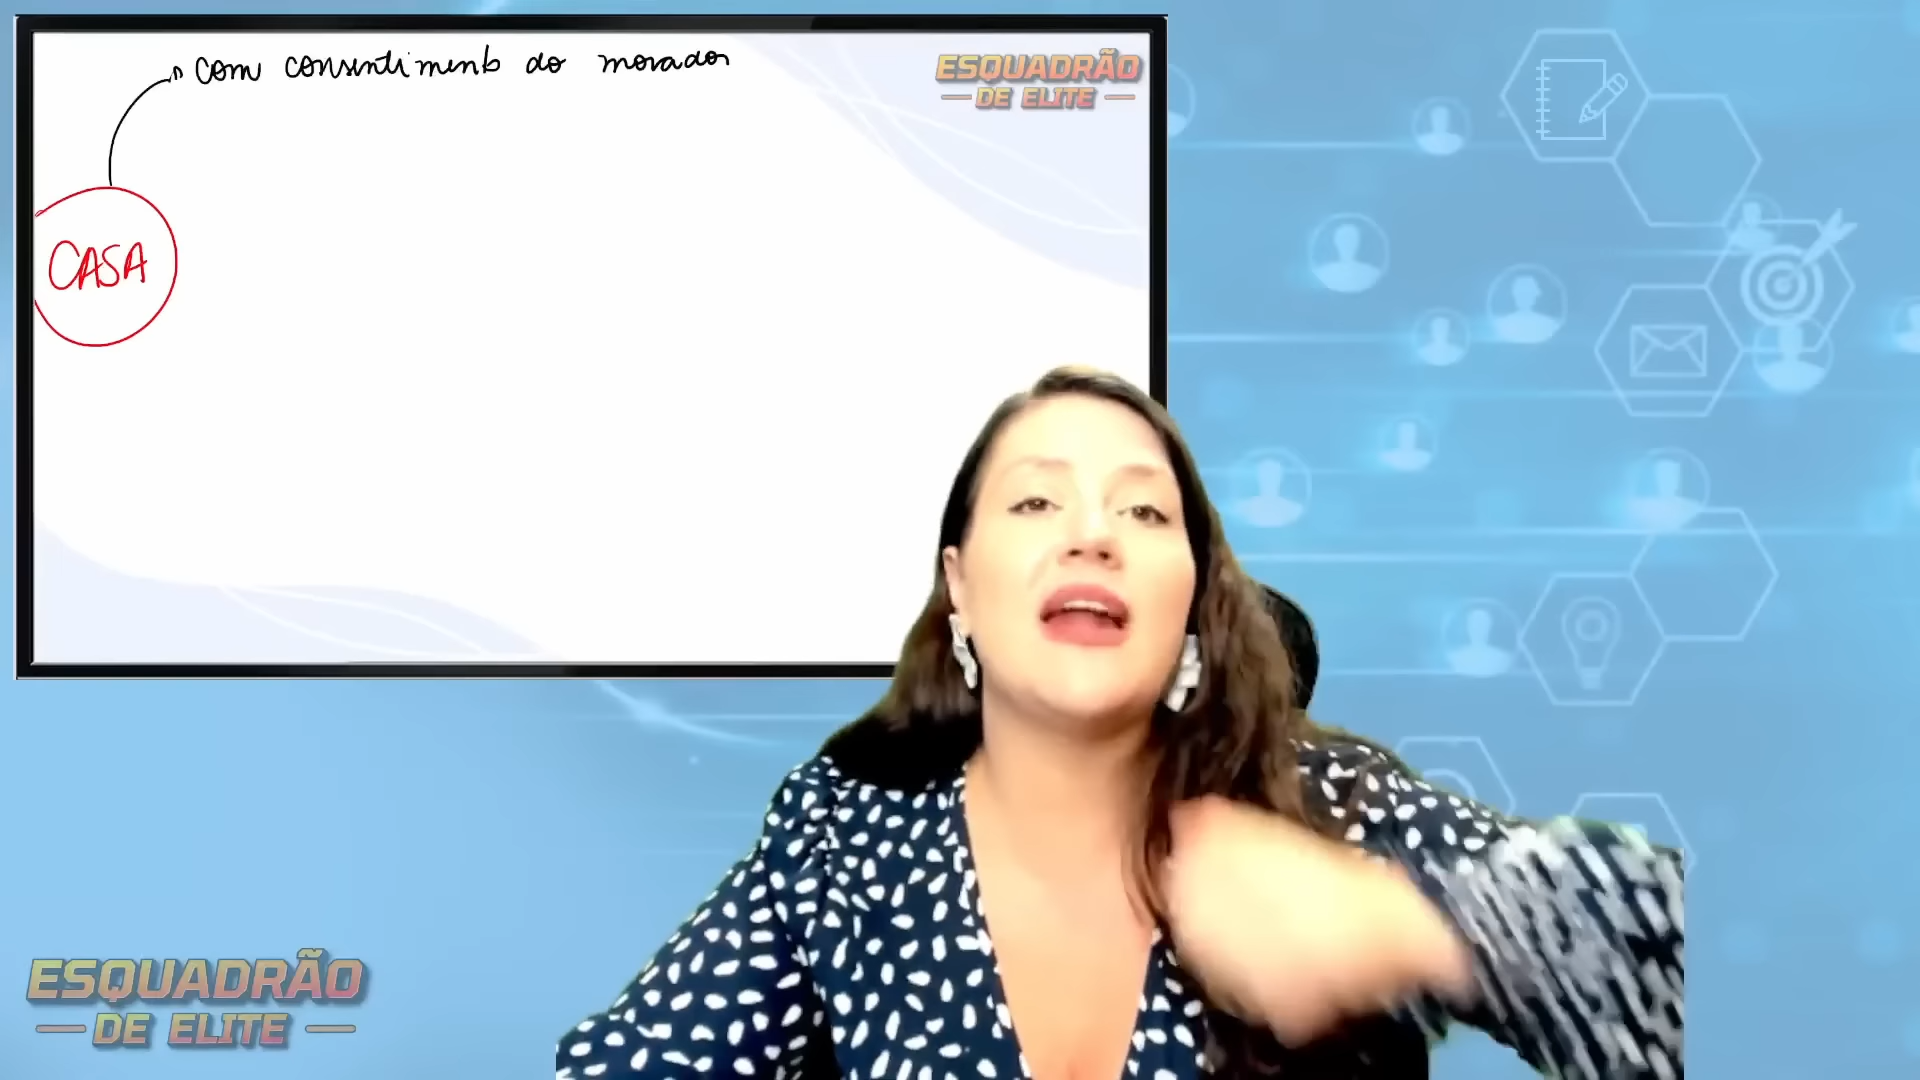 com consentimento do morador
ESQUADRÃO
DE ELITE
CASA
ESQUADRÃO
DE ELITE